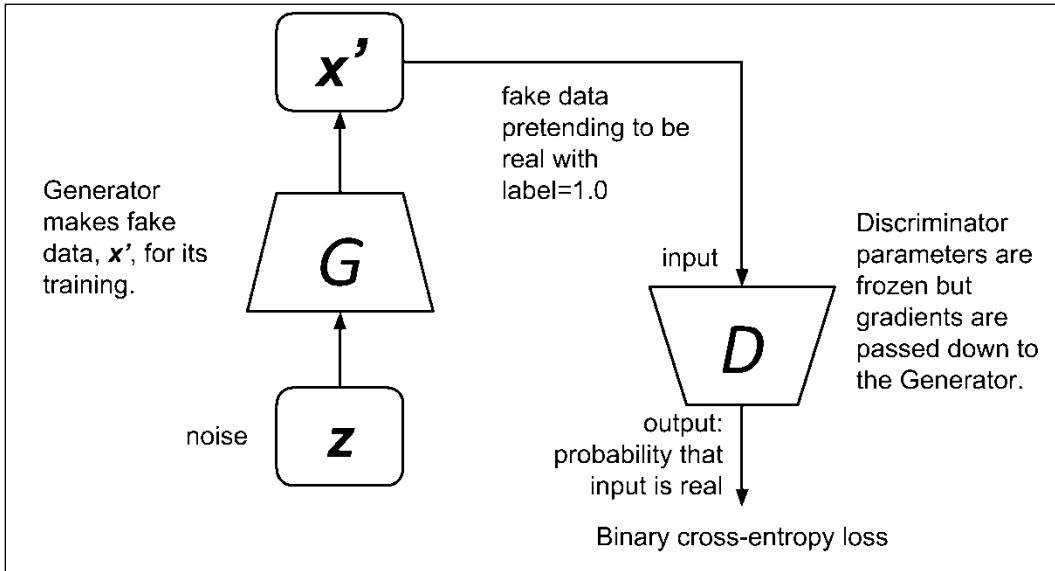 x’
fake data
pretending to be
real with
label=1.0
Generator
makes fake
data, x’, for its
training.
G
input
Discriminator
parameters are
frozen but
gradients are
passed down to
the Generator.
D
noise
z
output:
probability that
input is real
Binary cross-entropy loss